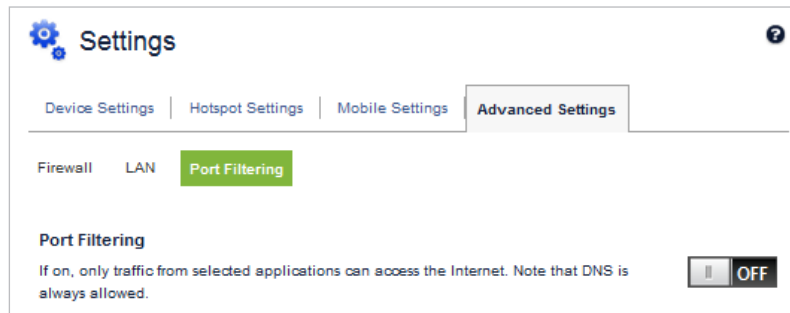 Settings
?
Device Settings
Hotspot Settings
Mobile Settings
Advanced Settings
Firewall
LAN
Port Filtering
Port Filtering
If on, only traffic from selected applications can access the Internet. Note that DNS is
always allowed.
OFF